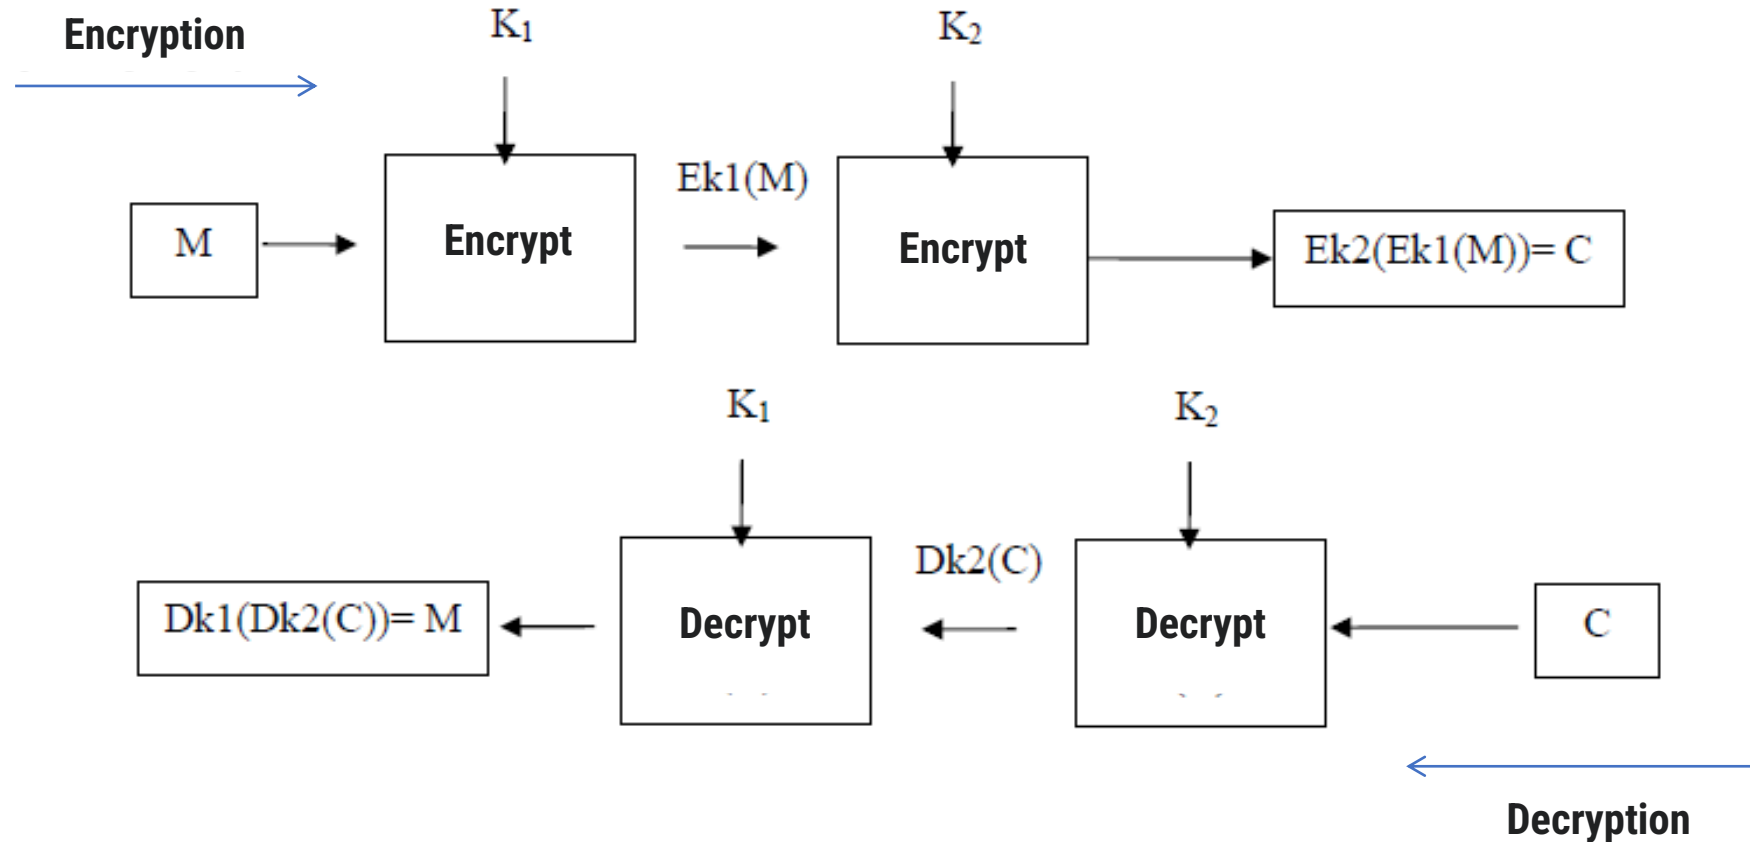 Encryption
K₁
K₂
Ek1(M)
M
Encrypt
Encrypt
Ek2(Ek1(M))= C
K₁
K₂
Dk2(C)
Dk1(Dk2(C))= M
Decrypt
Decrypt
C
Decryption